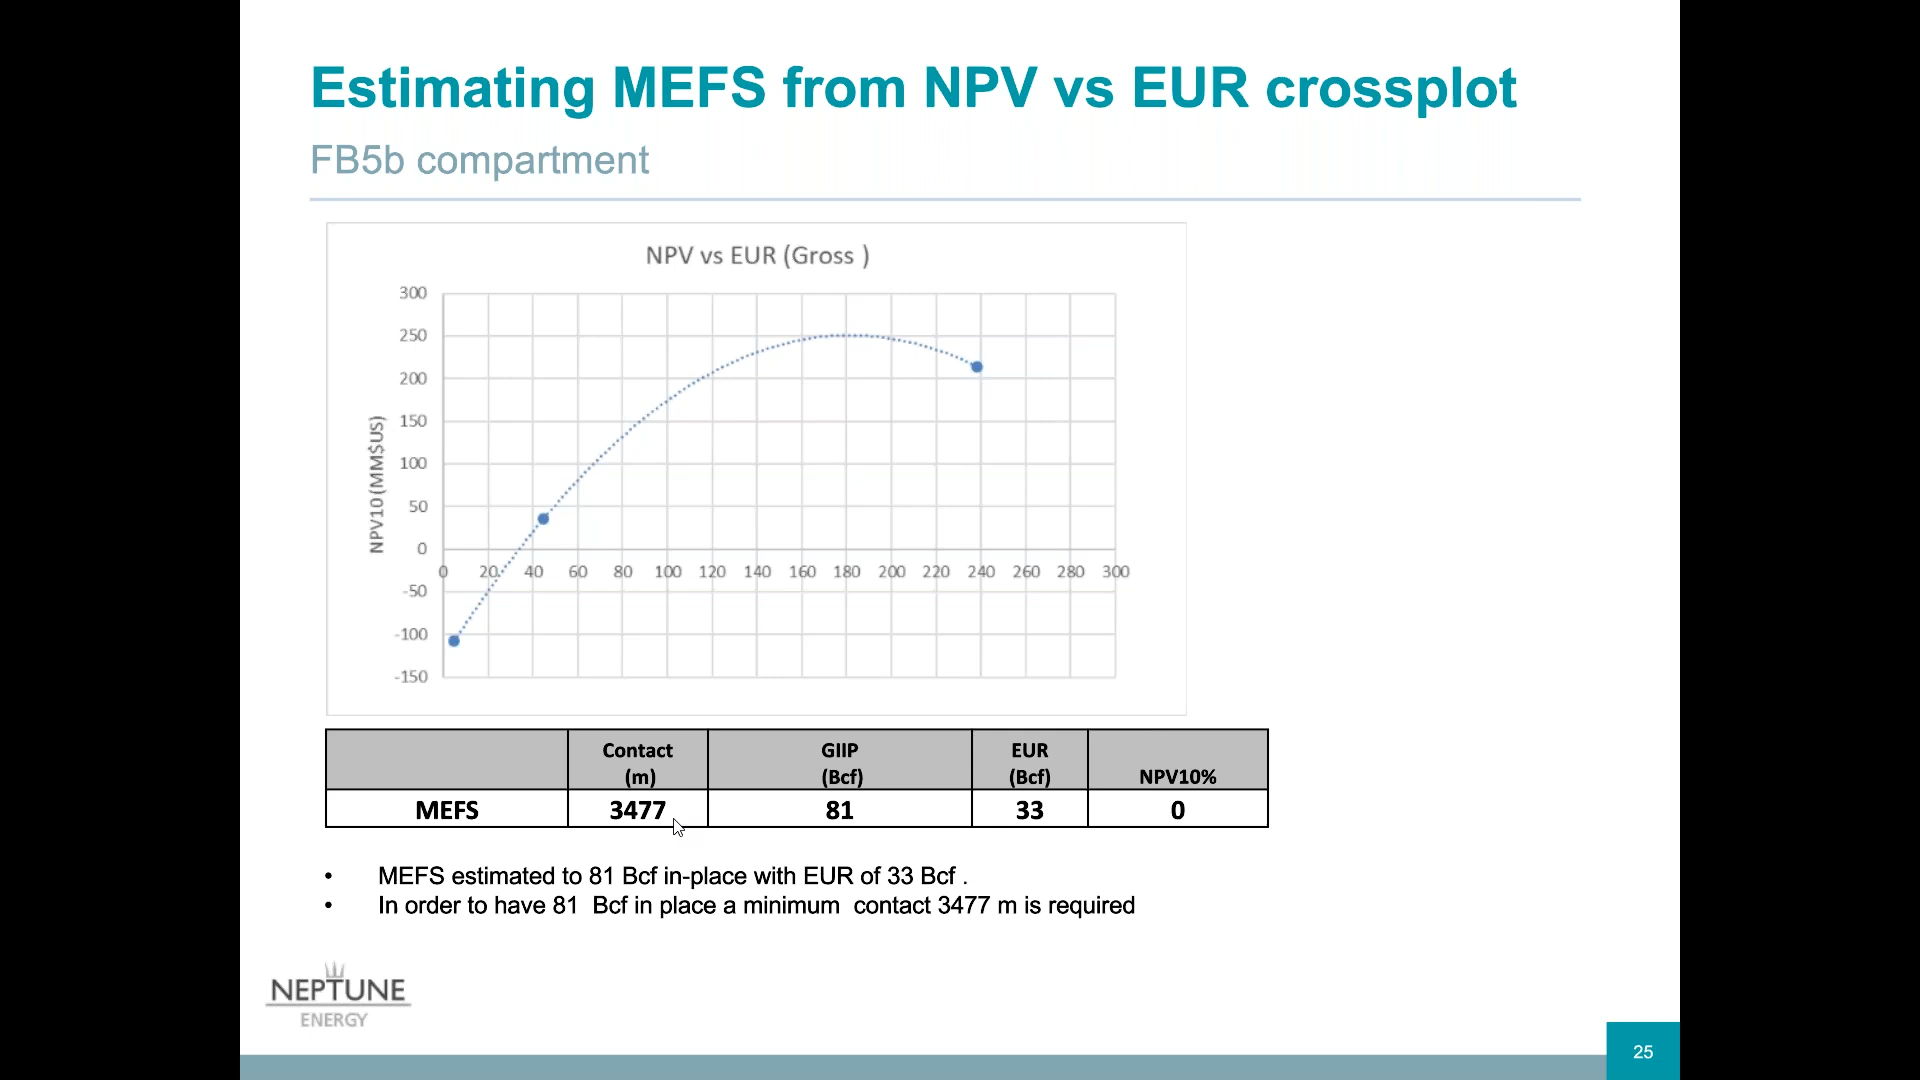 Estimating MEFS from NPV vs EUR crossplot
FB5b compartment
NPV vs EUR (Gross )
300
250
200
150
100
50
0
-50
-100
-150
NPV10 (MM$US)
0 20 40 60 80 100 120 140 160 180 200 220 240 260 280 300
Contact (m) GIIP (Bcf) EUR (Bcf) NPV10%
MEFS 3477 81 33 0
• MEFS estimated to 81 Bcf in-place with EUR of 33 Bcf .
• In order to have 81 Bcf in place a minimum contact 3477 m is required
NEPTUNE
ENERGY
25